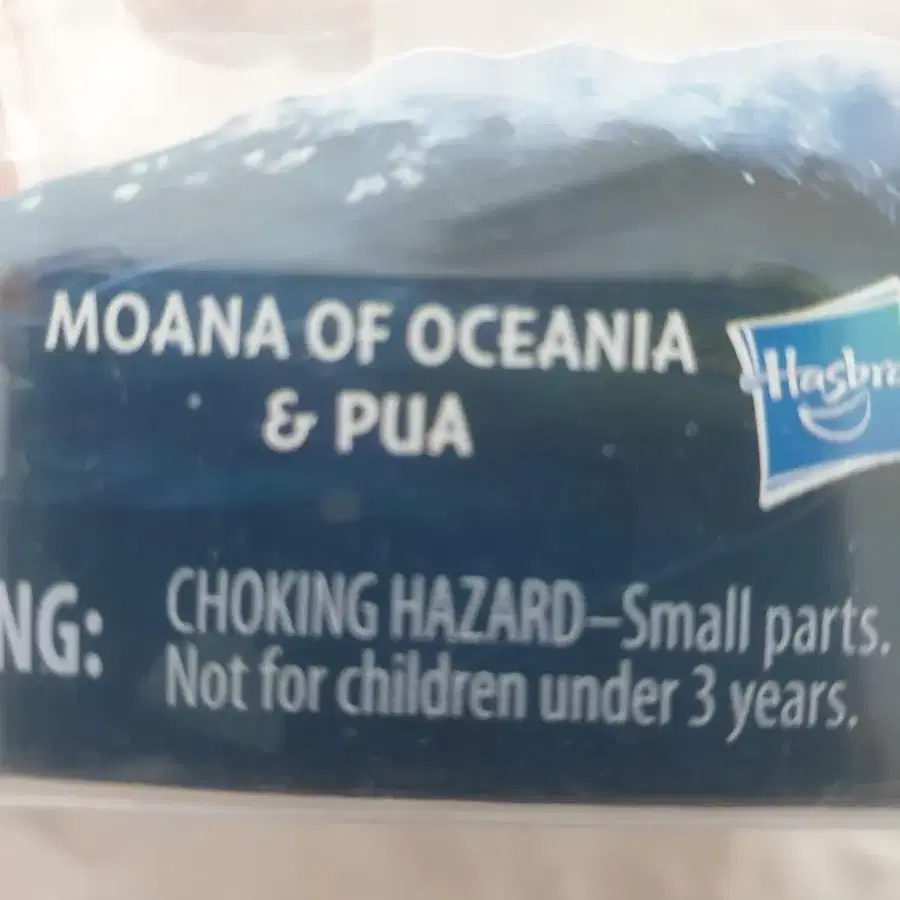 MOANA OF OCEANIA
& PUA
Hasbro
NG:
CHOKING HAZARD–Small parts.
Not for children under 3 years.